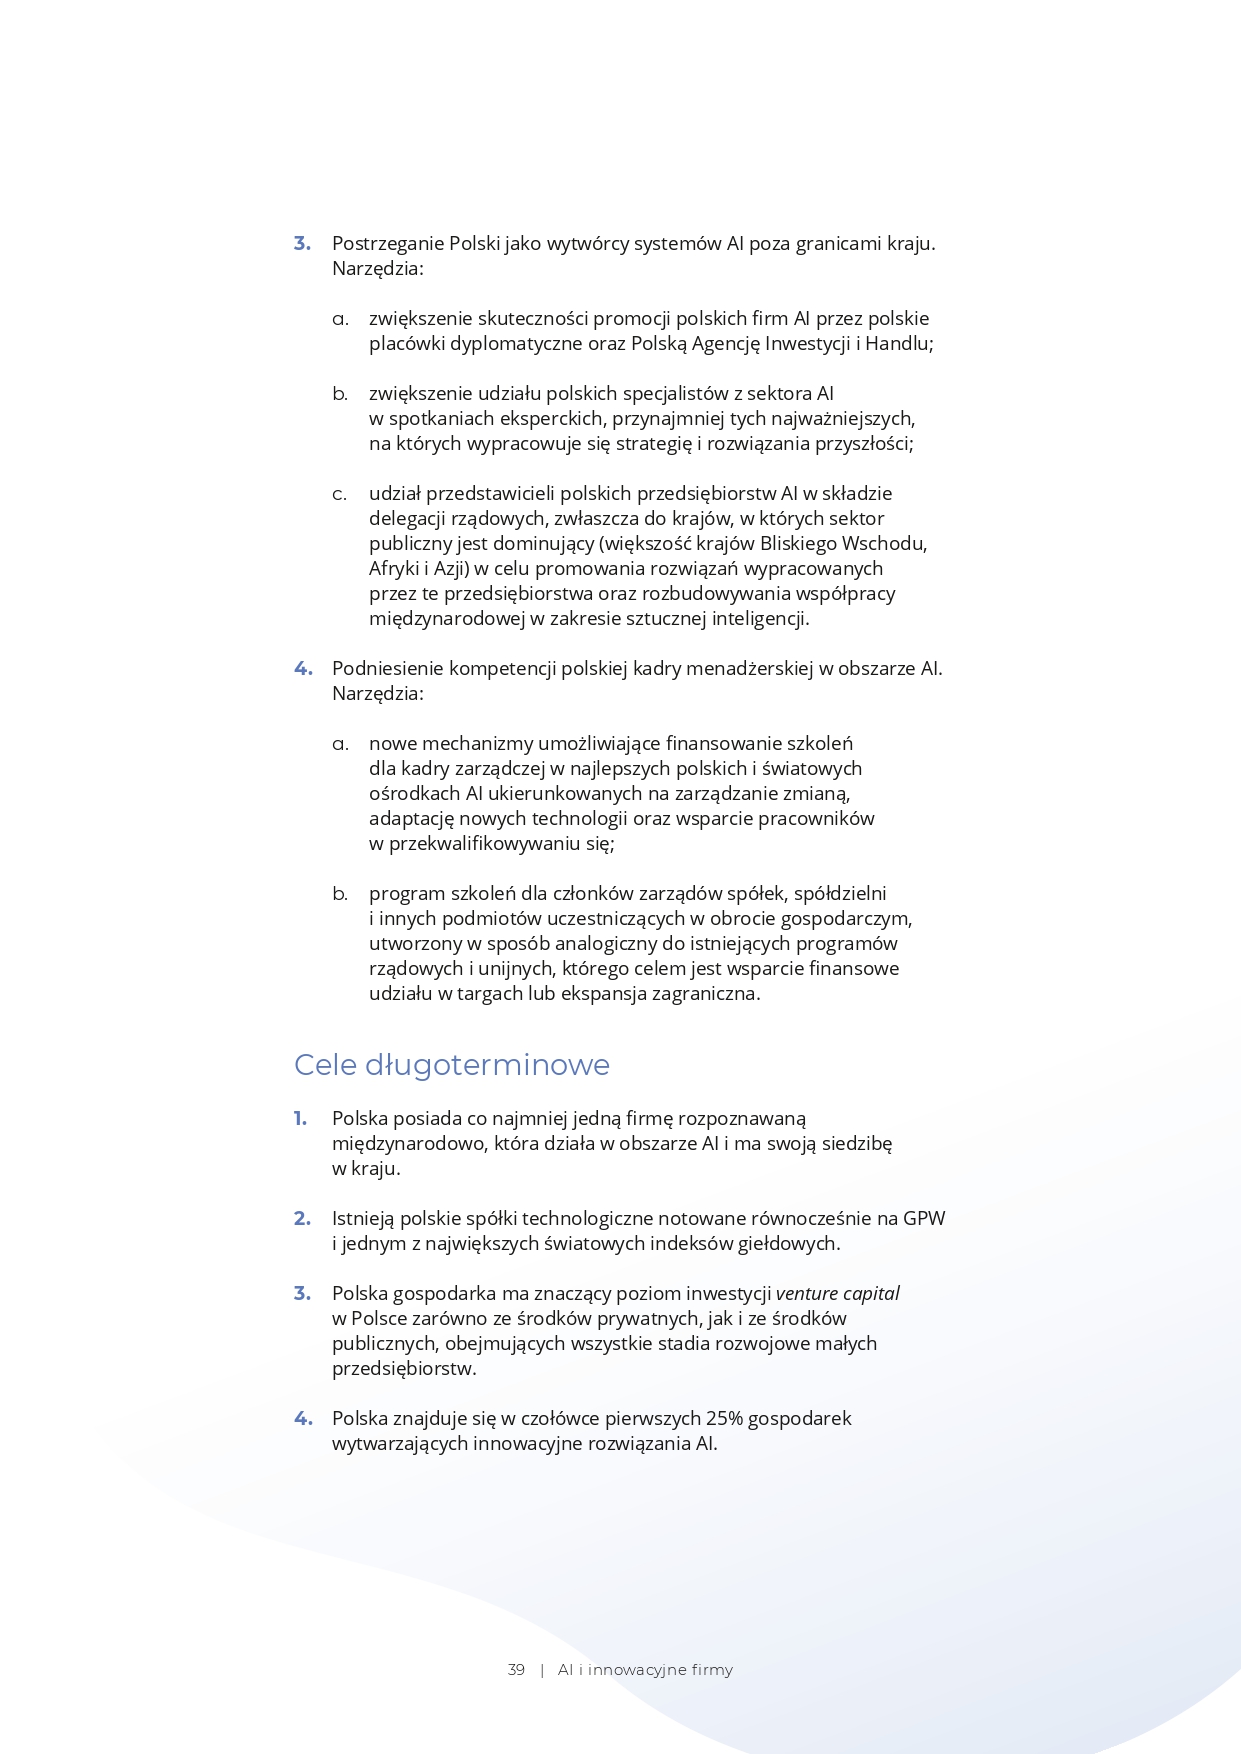 3. Postrzeganie Polski jako wytwórcy systemów AI poza granicami kraju.
Narzędzia:
a. zwiększenie skuteczności promocji polskich firm AI przez polskie
placówki dyplomatyczne oraz Polską Agencję Inwestycji i Handlu;
b. zwiększenie udziału polskich specjalistów z sektora AI
w spotkaniach eksperckich, przynajmniej tych najważniejszych,
na których wypracowuje się strategię i rozwiązania przyszłości;
c. udział przedstawicieli polskich przedsiębiorstw AI w składzie
delegacji rządowych, zwłaszcza do krajów, w których sektor
publiczny jest dominujący (większość krajów Bliskiego Wschodu,
Afryki i Azji) w celu promowania rozwiązań wypracowanych
przez te przedsiębiorstwa oraz rozbudowywania współpracy
międzynarodowej w zakresie sztucznej inteligencji.
4. Podniesienie kompetencji polskiej kadry menadżerskiej w obszarze AI.
Narzędzia:
a. nowe mechanizmy umożliwiające finansowanie szkoleń
dla kadry zarządczej w najlepszych polskich i światowych
ośrodkach AI ukierunkowanych na zarządzanie zmianą,
adaptację nowych technologii oraz wsparcie pracowników
w przekwalifikowywaniu się;
b. program szkoleń dla członków zarządów spółek, spółdzielni
i innych podmiotów uczestniczących w obrocie gospodarczym,
utworzony w sposób analogiczny do istniejących programów
rządowych i unijnych, którego celem jest wsparcie finansowe
udziału w targach lub ekspansja zagraniczna.
Cele długoterminowe
1. Polska posiada co najmniej jedną firmę rozpoznawaną
międzynarodowo, która działa w obszarze AI i ma swoją siedzibę
w kraju.
2. Istnieją polskie spółki technologiczne notowane równocześnie na GPW
i jednym z największych światowych indeksów giełdowych.
3. Polska gospodarka ma znaczący poziom inwestycji venture capital
w Polsce zarówno ze środków prywatnych, jak i ze środków
publicznych, obejmujących wszystkie stadia rozwojowe małych
przedsiębiorstw.
4. Polska znajduje się w czołówce pierwszych 25% gospodarek
wytwarzających innowacyjne rozwiązania AI.
39 | AI i innowacyjne firmy